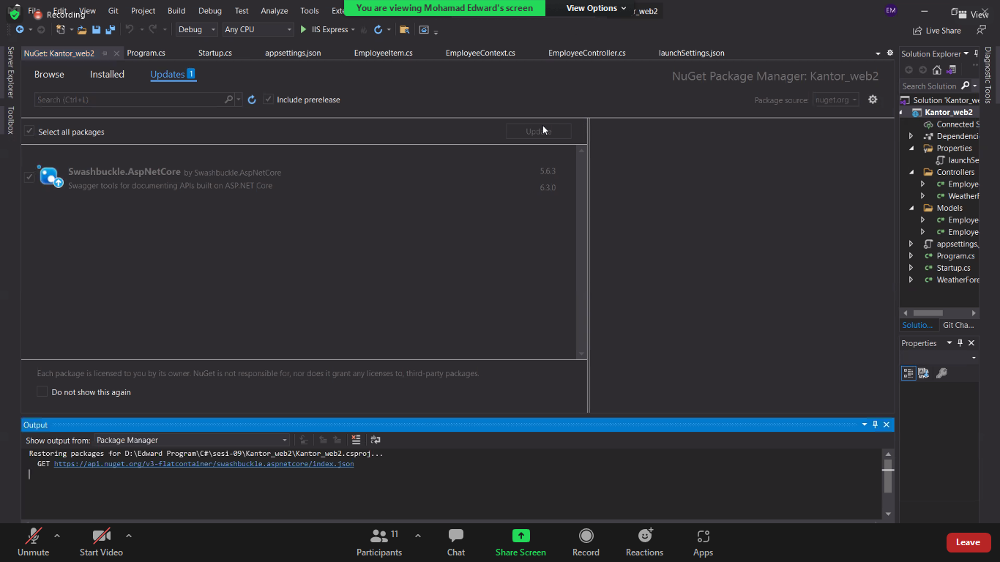 File Edit View Git Project Build Debug Test Analyze Tools
Recording
You are viewing Mohamad Edward's screen
View Options
r_web2
EM
View
Debug
Any CPU
IIS Express
Live Share
NuGet: Kantor_web2
Program.cs
Startup.cs
appsettings.json
EmployeeItem.cs
EmployeeContext.cs
EmployeeController.cs
launchSettings.json
Server Explorer
Toolbox
Browse
Installed
Updates 1
NuGet Package Manager: Kantor_web2
Search (Ctrl+L)
Include prerelease
Package source: nuget.org
Select all packages
Update
Swashbuckle.AspNetCore by Swashbuckle.AspNetCore
5.6.3
Swagger tools for documenting APIs built on ASP.NET Core
6.3.0
Each package is licensed to you by its owner. NuGet is not responsible for, nor does it grant any licenses to, third-party packages.
Do not show this again
Output
Show output from: Package Manager
Restoring packages for D:\Edward Program\C#\sesi-09\Kantor_web2\Kantor_web2.csproj...
GET https://api.nuget.org/v3-flatcontainer/swashbuckle.aspnetcore/index.json
Solution Explorer
Search Solution
Solution 'Kantor_we
Kantor_web2
Connected S
Dependenci
Properties
launchSe
Controllers
C# Employe
C# WeatherF
Models
C# Employe
C# Employe
appsettings.
C# Program.cs
C# Startup.cs
C# WeatherFore
Solutio...
Git Cha...
Properties
Diagnostic Tools
Unmute
Start Video
Participants
11
Chat
Share Screen
Record
Reactions
Apps
Leave